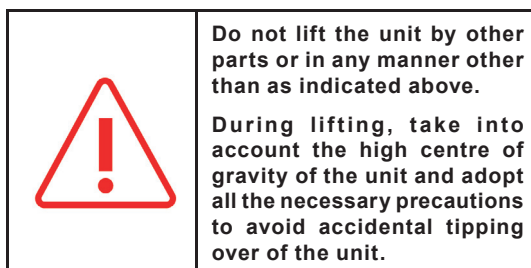 Do not lift the unit by other
parts or in any manner other
than as indicated above.
During lifting, take into
account the high centre of
gravity of the unit and adopt
all the necessary precautions
to avoid accidental tipping
over of the unit.